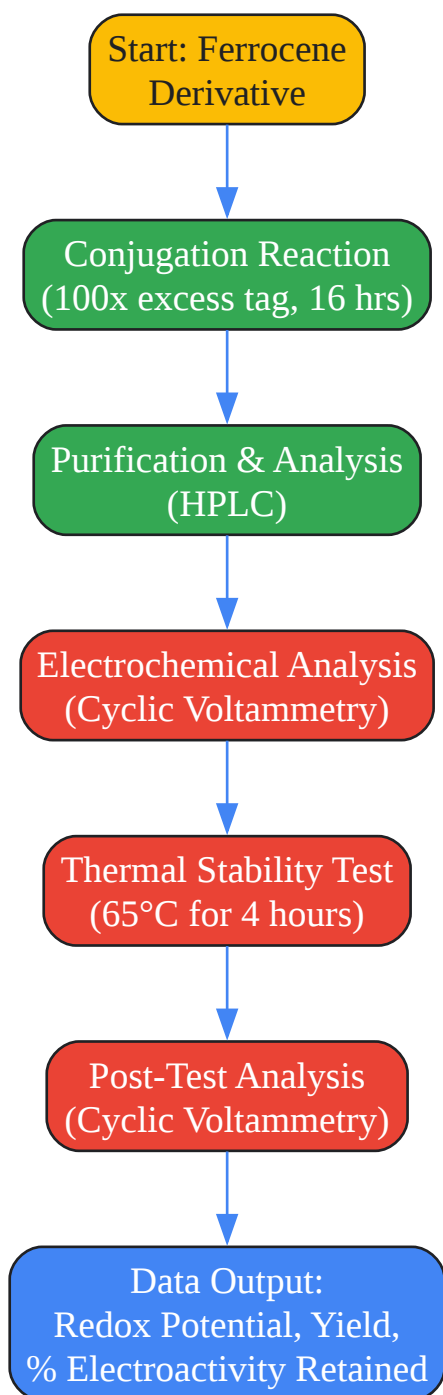 Start: Ferrocene
Derivative
Conjugation Reaction
(100x excess tag, 16 hrs)
Purification & Analysis
(HPLC)
Electrochemical Analysis
(Cyclic Voltammetry)
Thermal Stability Test
(65°C for 4 hours)
Post-Test Analysis
(Cyclic Voltammetry)
Data Output:
Redox Potential, Yield,
% Electroactivity Retained